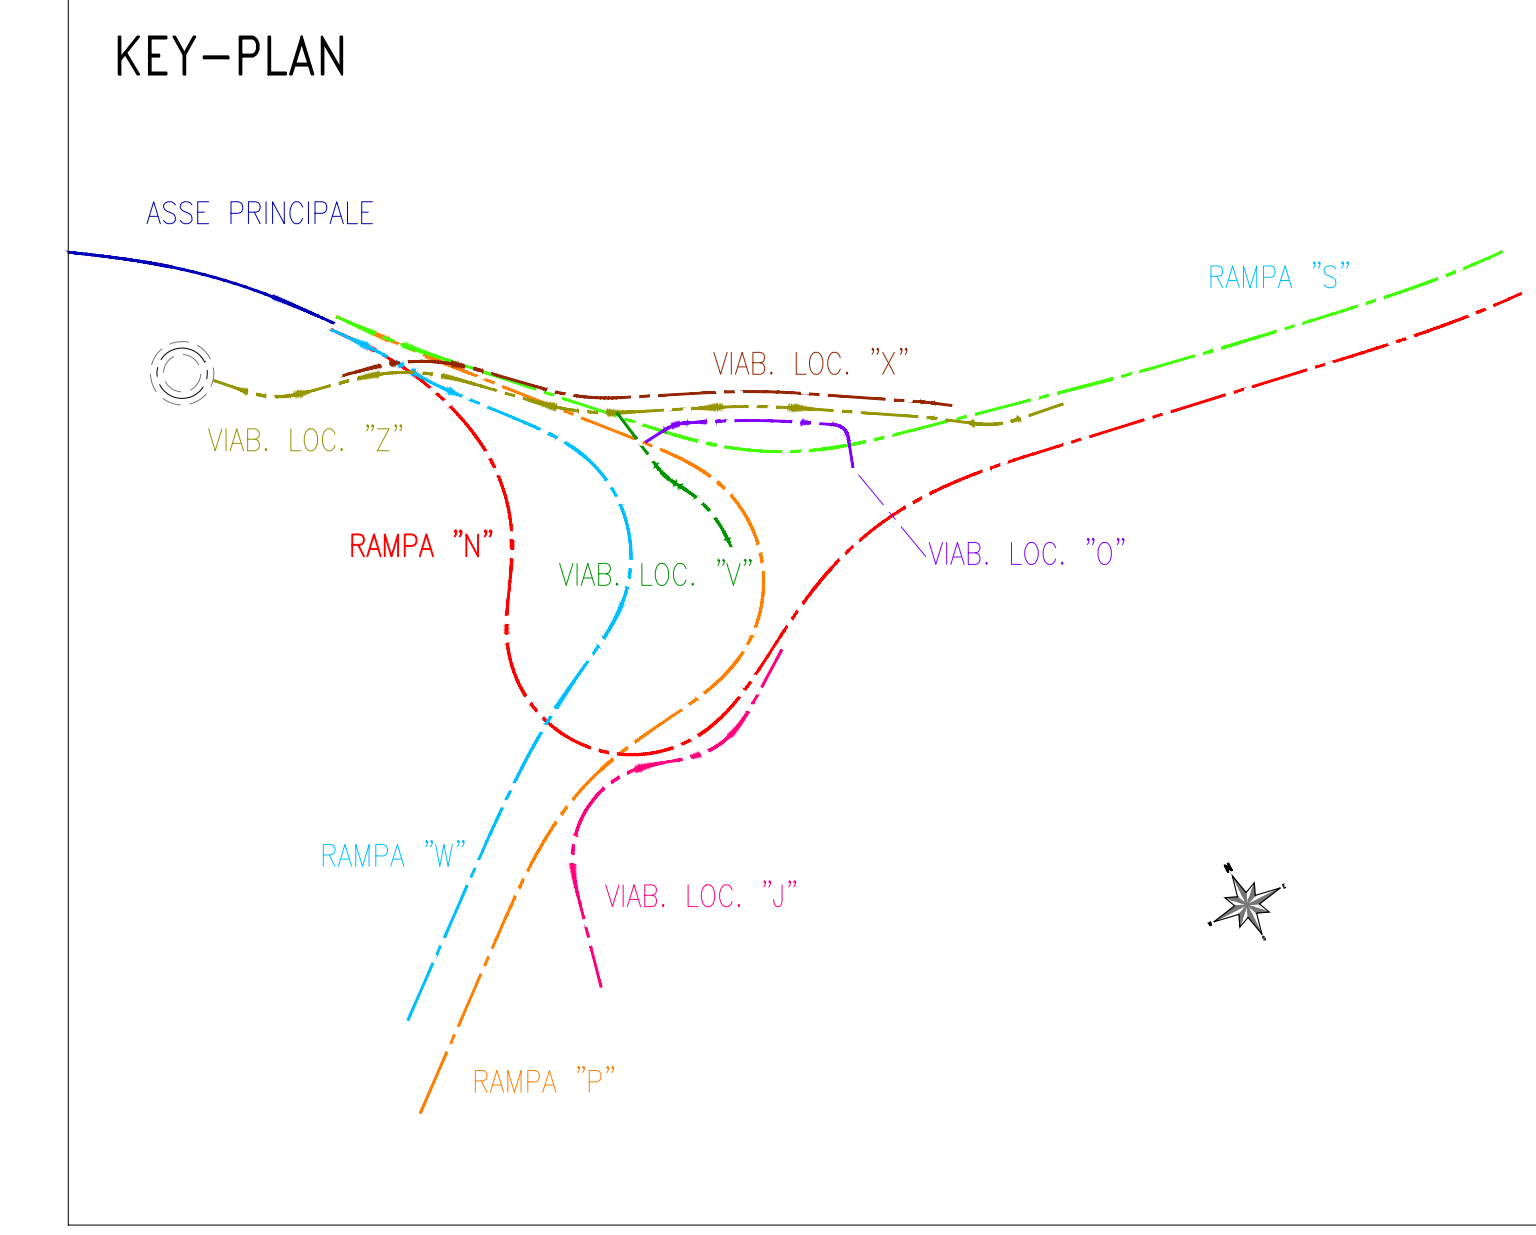 KEY-PLAN
ASSE PRINCIPALE
RAMPA "S"
VIAB. LOC. "X"
VIAB. LOC. "Z"
RAMPA "N"
VIAB. LOC. "O"
VIAB. LOC. "V"
RAMPA "W"
VIAB. LOC. "J"
N
E
S
RAMPA "P"